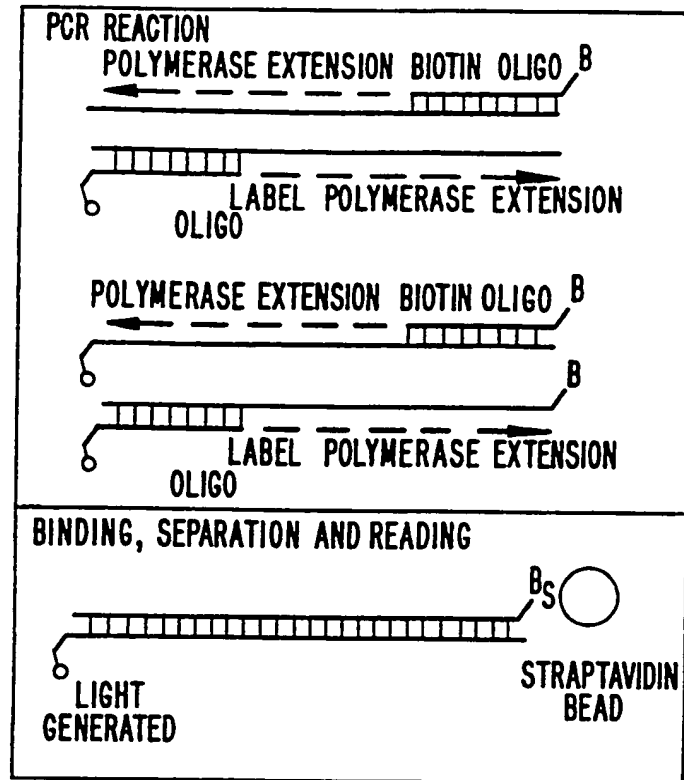 PCR REACTION
POLYMERASE EXTENSION BIOTIN OLIGO B
LABEL POLYMERASE EXTENSION
OLIGO
POLYMERASE EXTENSION BIOTIN OLIGO B
B
LABEL POLYMERASE EXTENSION
OLIGO
BINDING, SEPARATION AND READING
BS
LIGHT
GENERATED
STRAPTAVIDIN
BEAD